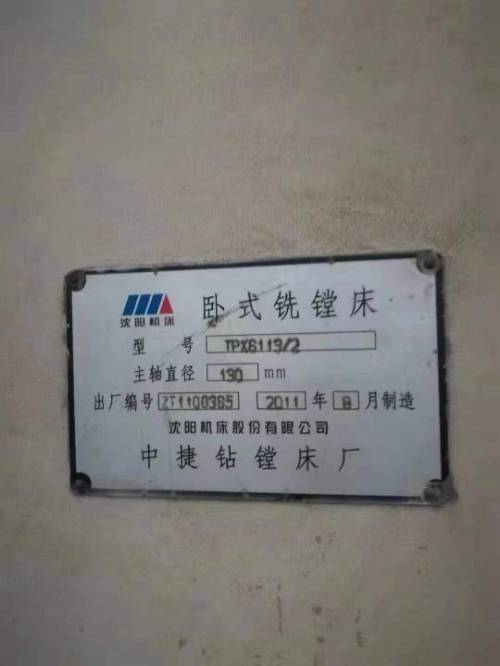 沈阳机床
卧式铣镗床
型 号 TPX6113/2
主轴直径 130 mm
出厂编号 ZT1100385 2011 年 8 月制造
沈阳机床股份有限公司
中捷钻镗床厂